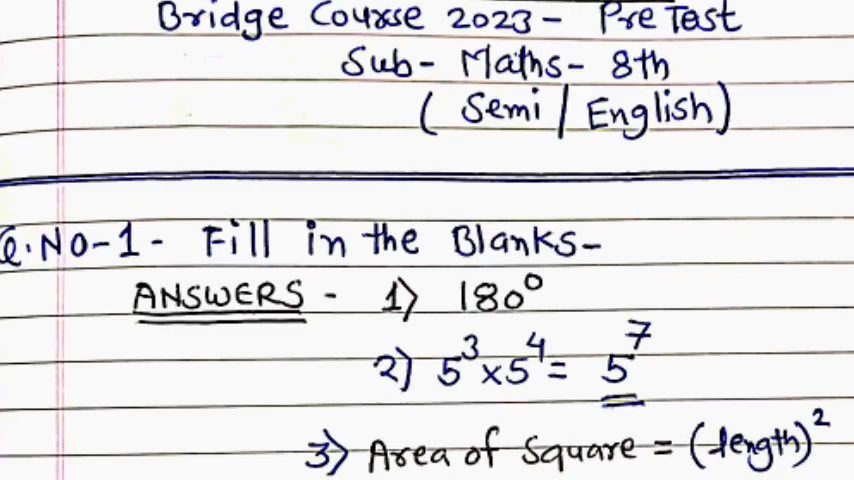 Bridge Course 2023- Pre Test
Sub- Maths- 8th
( Semi / English )
Q.NO-1- Fill in the Blanks-
ANSWERS - 1) 180⁰
2) 5³×5⁴= 5⁷
3) Area of Square = (length)²